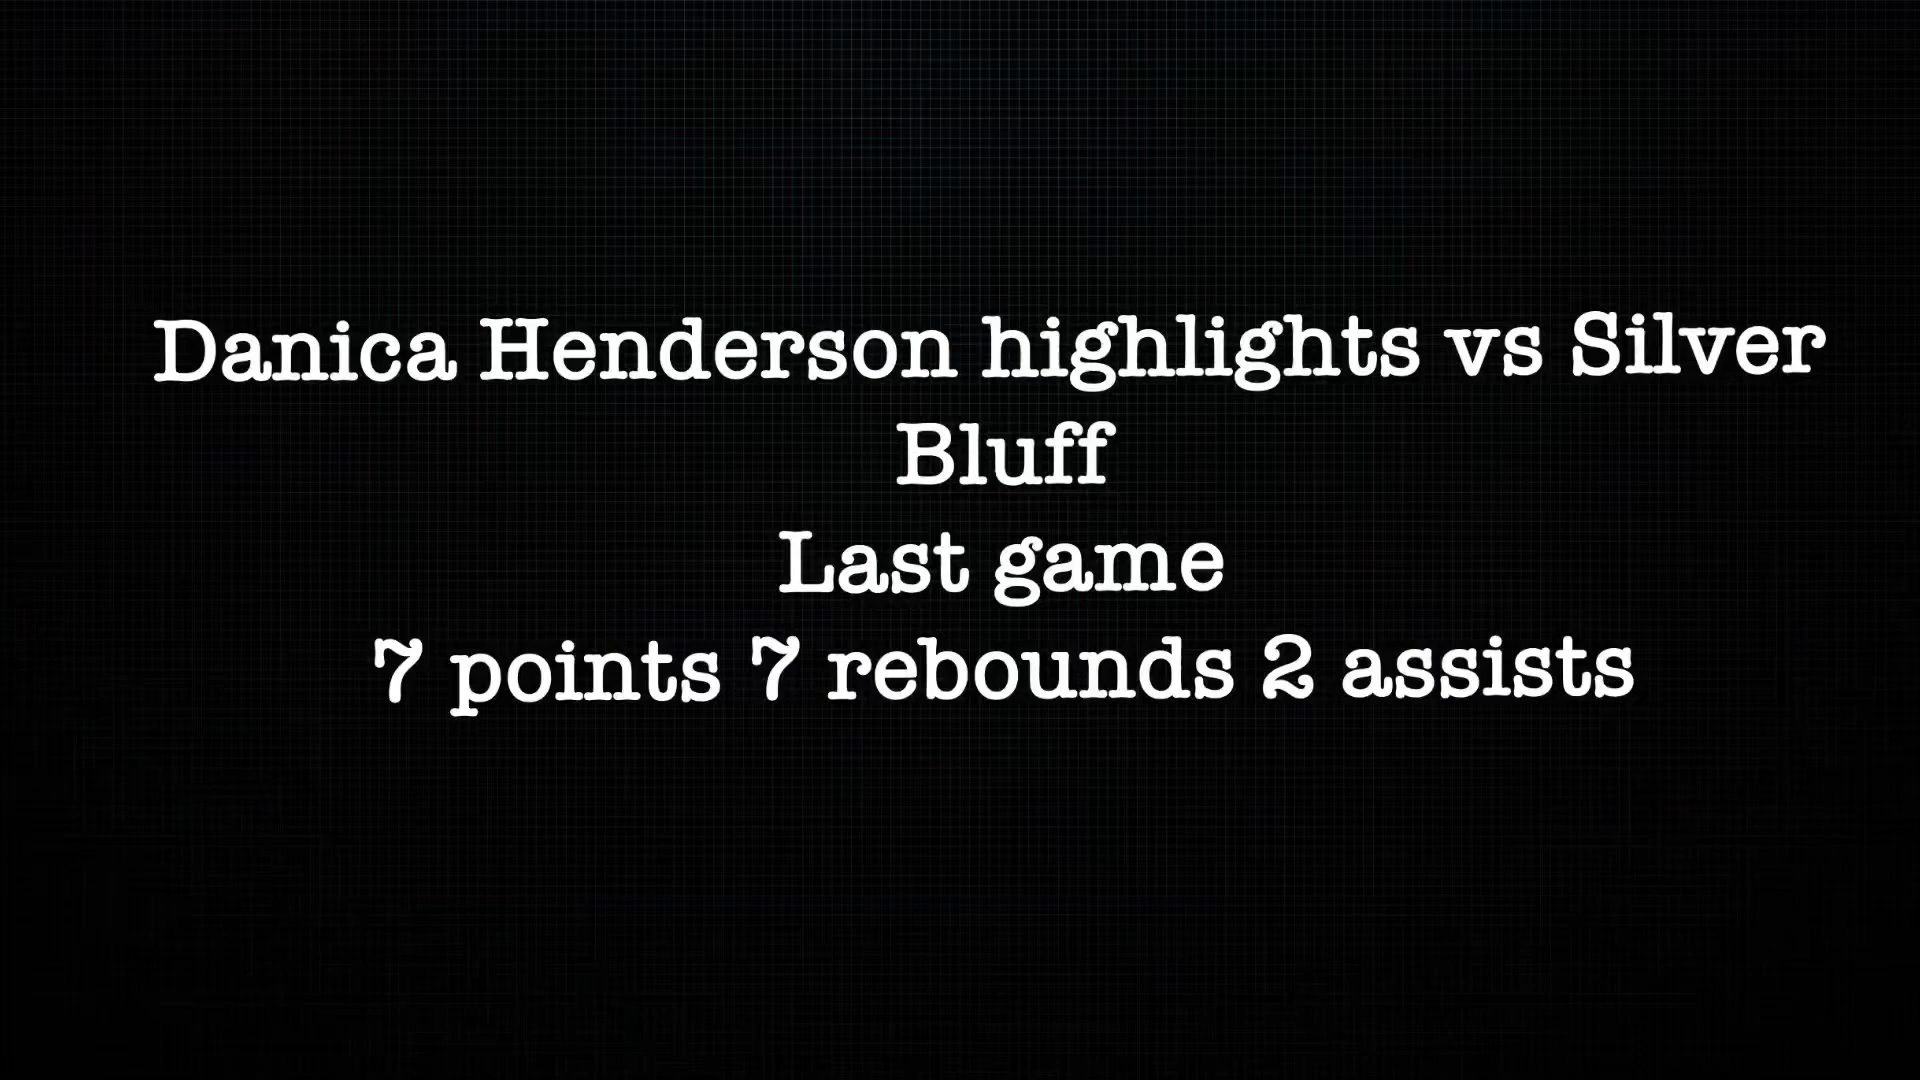 Danica Henderson highlights vs Silver
Bluff
Last game
7 points 7 rebounds 2 assists